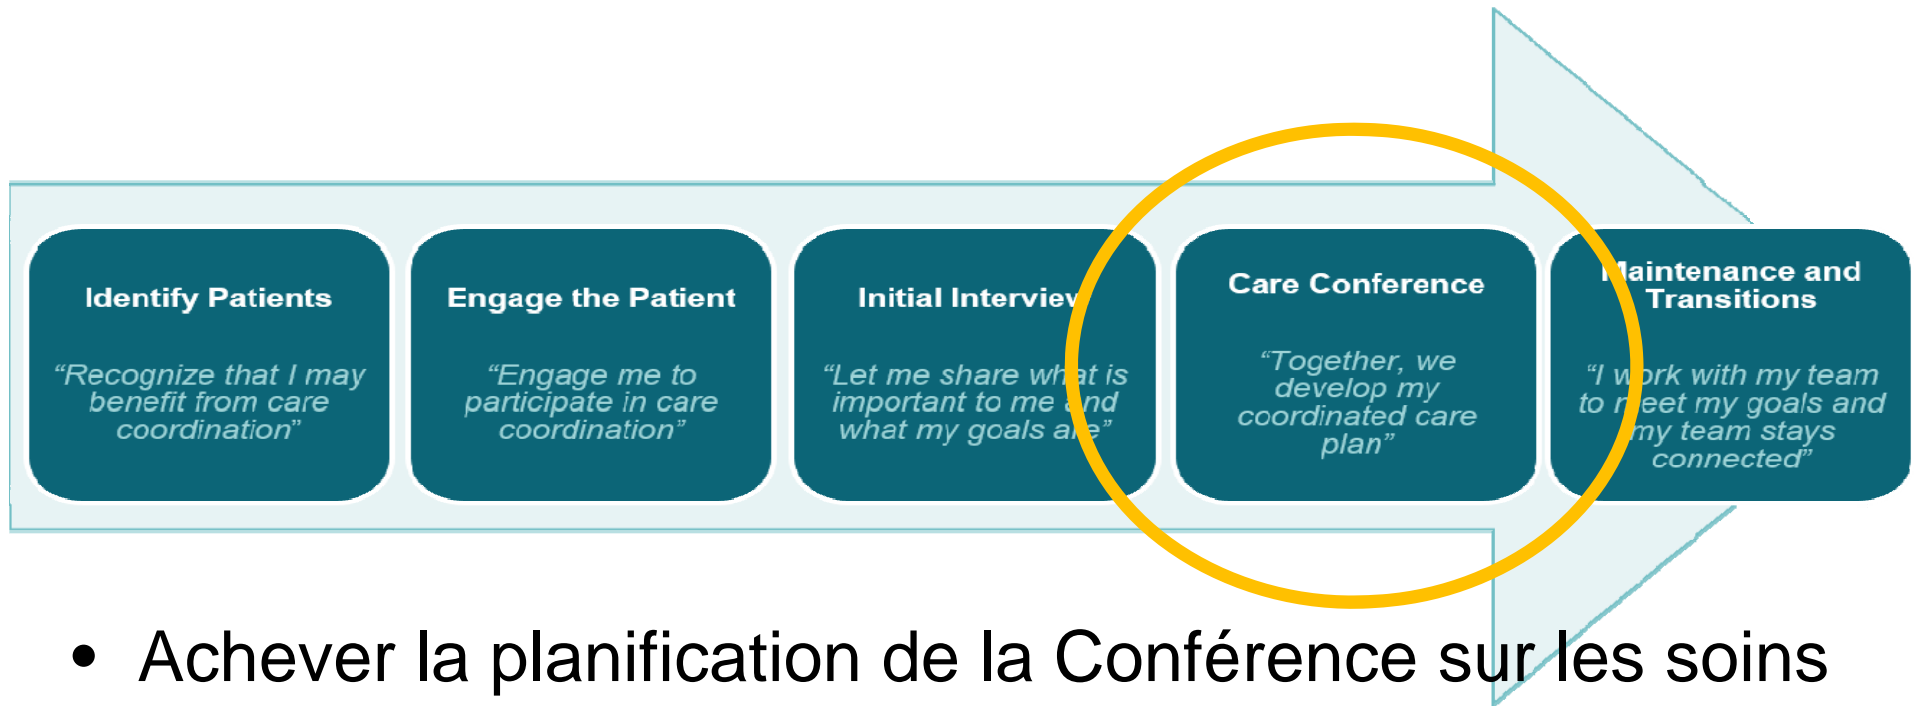 Identify Patients
“Recognize that I may
benefit from care
coordination”
Engage the Patient
“Engage me to
participate in care
coordination”
Initial Interview
“Let me share what is
important to me and
what my goals are”
Care Conference
“Together, we
develop my
coordinated care
plan”
Maintenance and
Transitions
“I work with my team
to meet my goals and
my team stays
connected”
• Achever la planification de la Conférence sur les soins